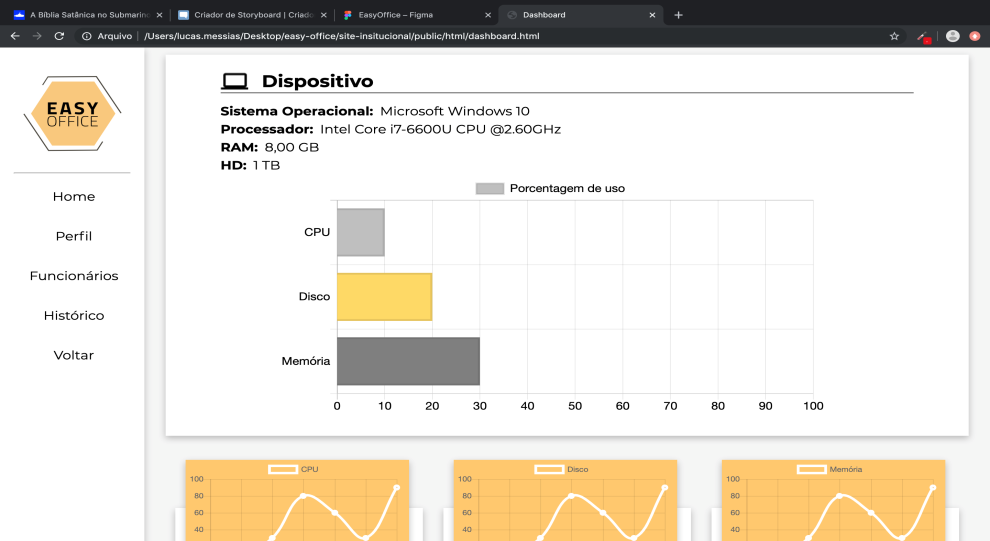 A Bíblia Satânica no Submarino
Criador de Storyboard | Criado
EasyOffice – Figma
Dashboard
Arquivo
/Users/lucas.messias/Desktop/easy-office/site-insitucional/public/html/dashboard.html
EASY
OFFICE
Home
Perfil
Funcionários
Histórico
Voltar
Dispositivo
Sistema Operacional: Microsoft Windows 10
Processador: Intel Core i7-6600U CPU @2.60GHz
RAM: 8,00 GB
HD: 1 TB
Porcentagem de uso
CPU
Disco
Memória
0 10 20 30 40 50 60 70 80 90 100
CPU
100
80
60
40
Disco
100
80
60
40
Memória
100
80
60
40